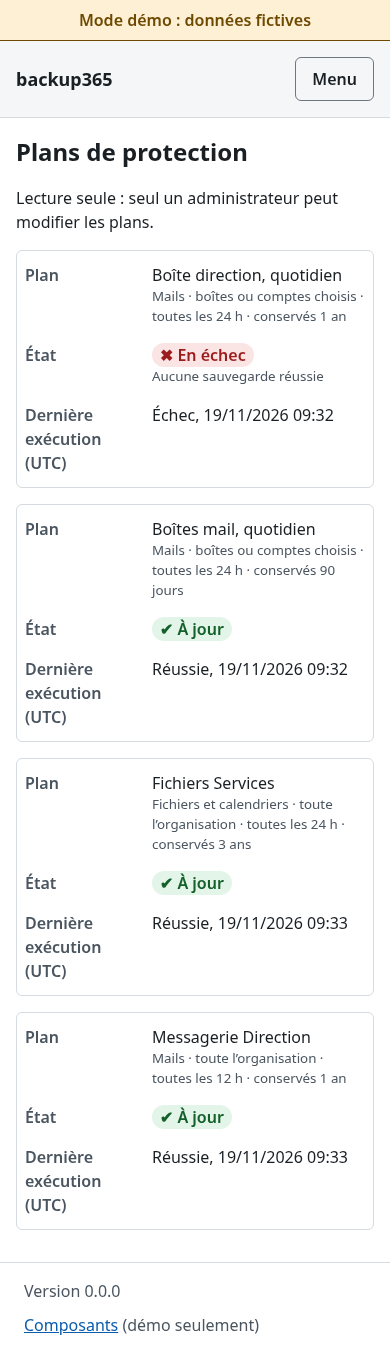 Mode démo : données fictives
backup365
Menu
Plans de protection
Lecture seule : seul un administrateur peut
modifier les plans.
Plan
Boîte direction, quotidien
Mails · boîtes ou comptes choisis ·
toutes les 24 h · conservés 1 an
État
✖ En échec
Aucune sauvegarde réussie
Dernière
exécution
(UTC)
Échec, 19/11/2026 09:32
Plan
Boîtes mail, quotidien
Mails · boîtes ou comptes choisis ·
toutes les 24 h · conservés 90
jours
État
✔ À jour
Dernière
exécution
(UTC)
Réussie, 19/11/2026 09:32
Plan
Fichiers Services
Fichiers et calendriers · toute
l’organisation · toutes les 24 h ·
conservés 3 ans
État
✔ À jour
Dernière
exécution
(UTC)
Réussie, 19/11/2026 09:33
Plan
Messagerie Direction
Mails · toute l’organisation ·
toutes les 12 h · conservés 1 an
État
✔ À jour
Dernière
exécution
(UTC)
Réussie, 19/11/2026 09:33
Version 0.0.0
Composants (démo seulement)